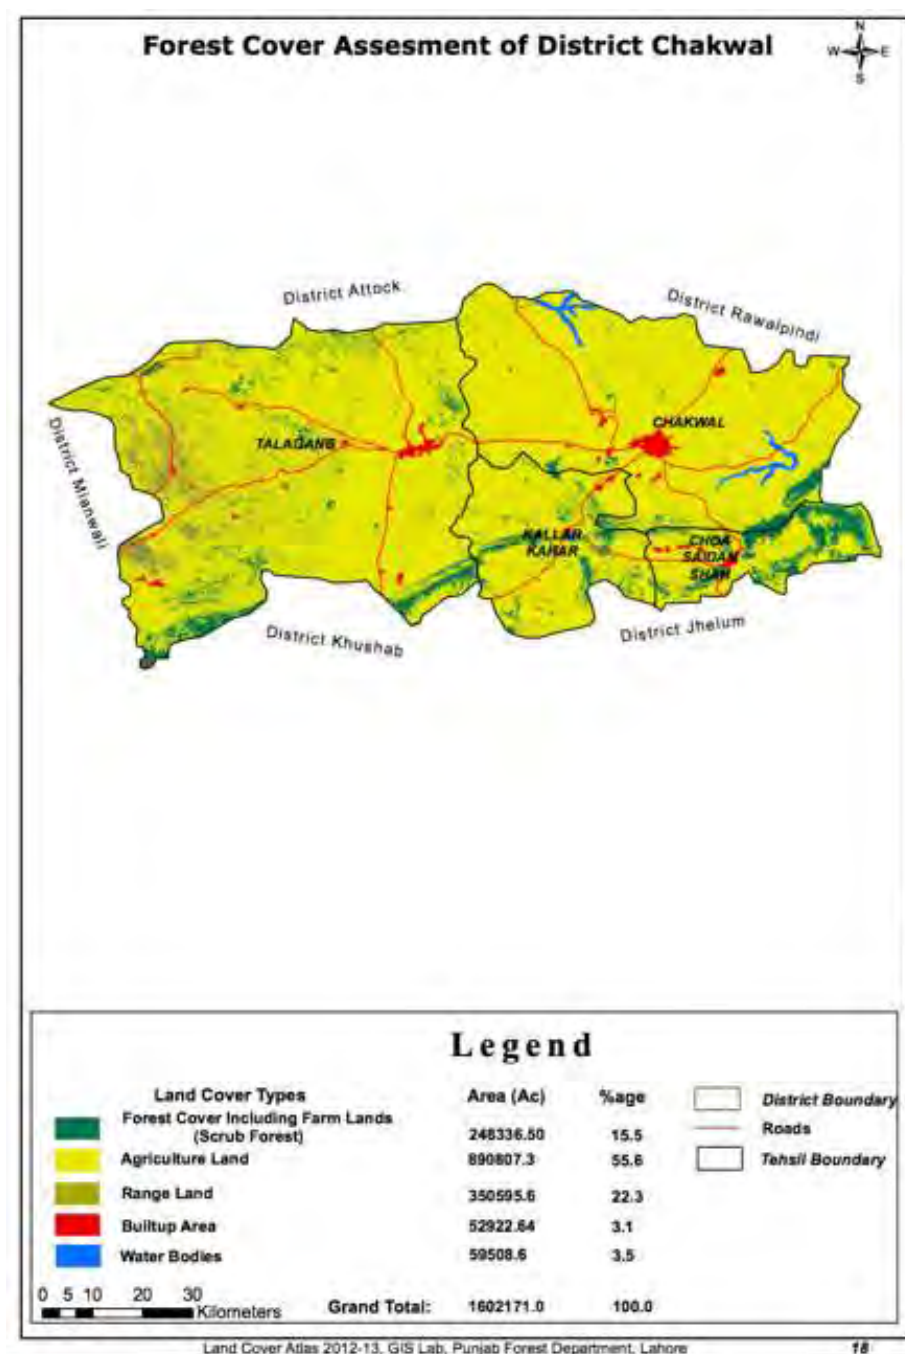 Forest Cover Assesment of District Chakwal
N
W E
S
District Attock
District Rawalpindi
CHAKWAL
TALAGANG
District Mianwali
KALLAR
KAHAR
CHOA
SAIDAN
SHAH
District Khushab
District Jhelum
Legend
Land Cover Types Area (Ac) %age
Forest Cover Including Farm Lands
(Scrub Forest) 248336.50 15.5
Agriculture Land 890807.3 55.6
Range Land 350595.6 22.3
Builtup Area 52922.64 3.1
Water Bodies 59508.6 3.5
District Boundary
Roads
Tehsil Boundary
0 5 10 20 30
Kilometers
Grand Total: 1602171.0 100.0
Land Cover Atlas 2012-13, GIS Lab, Punjab Forest Department, Lahore 16